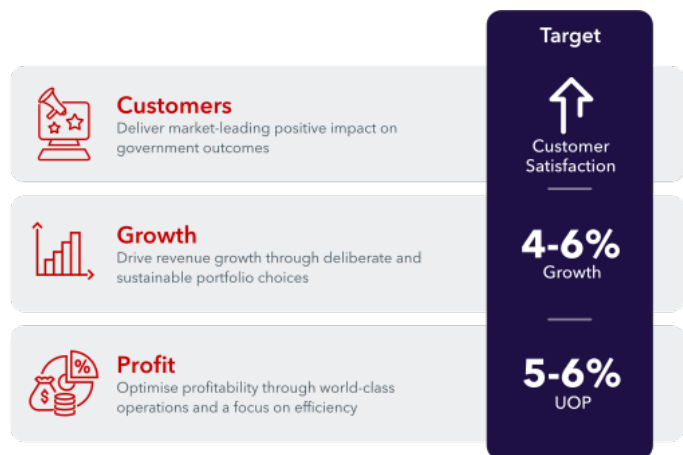 Target
Customers
Deliver market-leading positive impact on
government outcomes
Customer
Satisfaction
Growth
Drive revenue growth through deliberate and
sustainable portfolio choices
4-6%
Growth
%
$
Profit
Optimise profitability through world-class
operations and a focus on efficiency
5-6%
UOP